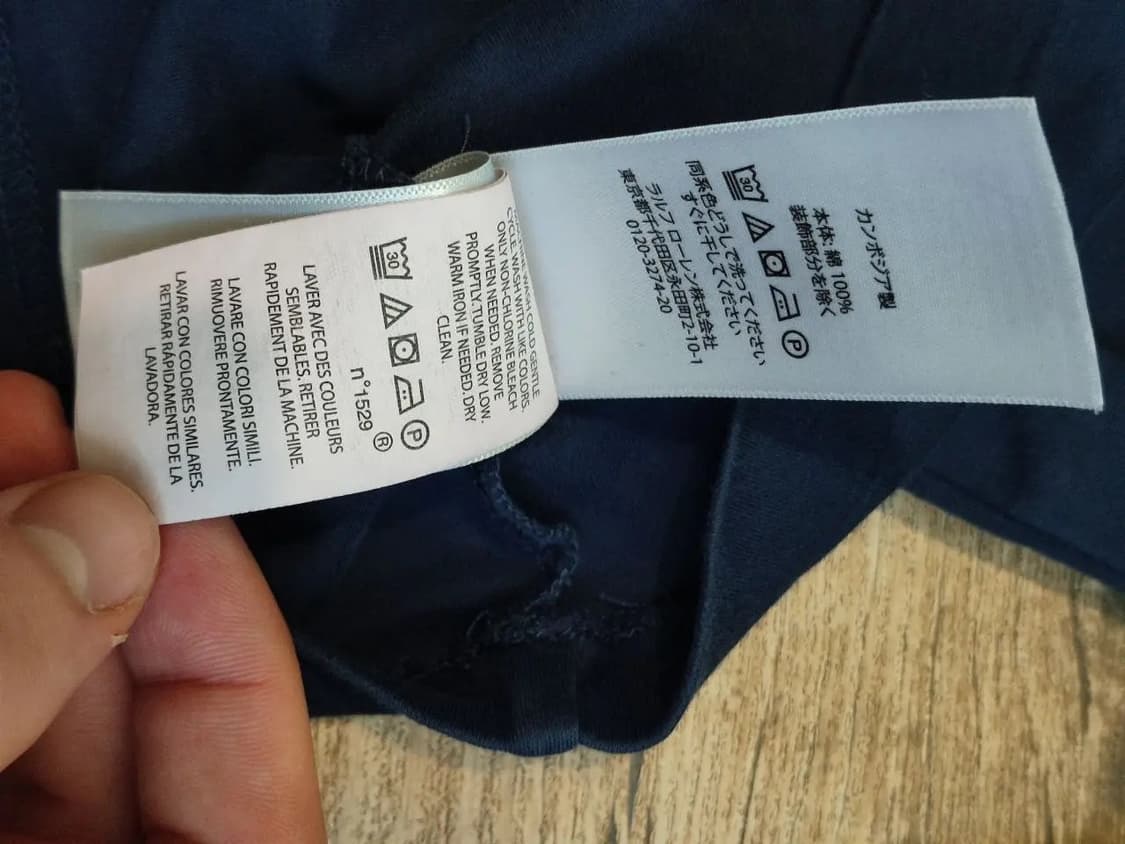 CYCLE. WASH WITH LIKE COLORS.
ONLY NON-CHLORINE BLEACH
WHEN NEEDED. REMOVE
PROMPTLY. TUMBLE DRY LOW.
WARM IRON IF NEEDED. DRY
CLEAN.
30
P
n°1529 ®
LAVER AVEC DES COULEURS
SEMBLABLES. RETIRER
RAPIDEMENT DE LA MACHINE.
LAVARE CON COLORI SIMILI.
RIMUOVERE PRONTAMENTE.
LAVAR CON COLORES SIMILARES.
RETIRAR RÁPIDAMENTE DE LA
LAVADORA.
カンボジア製
本体: 綿 100%
装飾部分を除く
30
P
同系色どうしで洗ってください
すぐに干してください
ラルフ ローレン株式会社
東京都千代田区永田町2-10-1
0120-3274-20